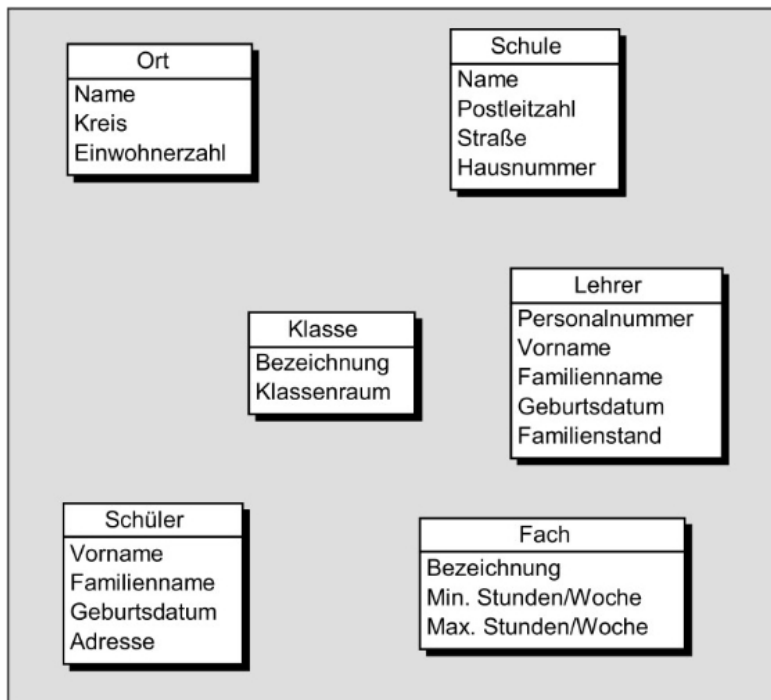 Ort
Name
Kreis
Einwohnerzahl
Schule
Name
Postleitzahl
Straße
Hausnummer
Klasse
Bezeichnung
Klassenraum
Lehrer
Personalnummer
Vorname
Familienname
Geburtsdatum
Familienstand
Schüler
Vorname
Familienname
Geburtsdatum
Adresse
Fach
Bezeichnung
Min. Stunden/Woche
Max. Stunden/Woche